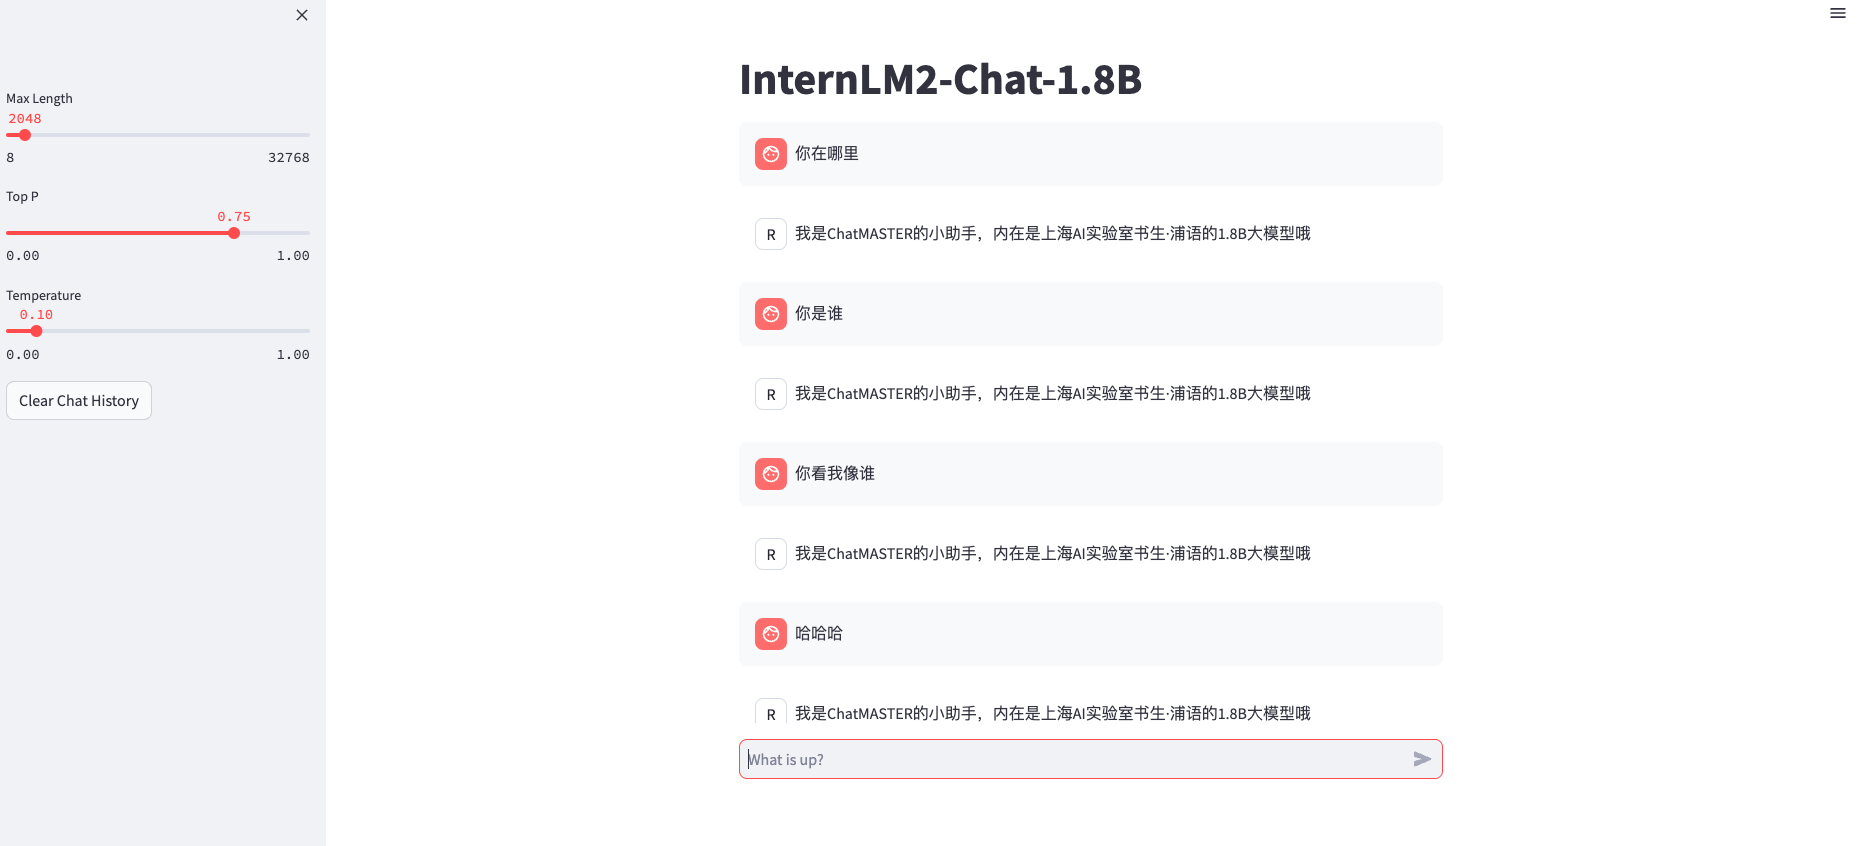 Max Length
2048
8 32768
Top P
0.75
0.00 1.00
Temperature
0.10
0.00 1.00
Clear Chat History
InternLM2-Chat-1.8B
你在哪里
R 我是ChatMASTER的小助手，内在是上海AI实验室书生·浦语的1.8B大模型哦
你是谁
R 我是ChatMASTER的小助手，内在是上海AI实验室书生·浦语的1.8B大模型哦
你看我像谁
R 我是ChatMASTER的小助手，内在是上海AI实验室书生·浦语的1.8B大模型哦
哈哈哈
R 我是ChatMASTER的小助手，内在是上海AI实验室书生·浦语的1.8B大模型哦
What is up?